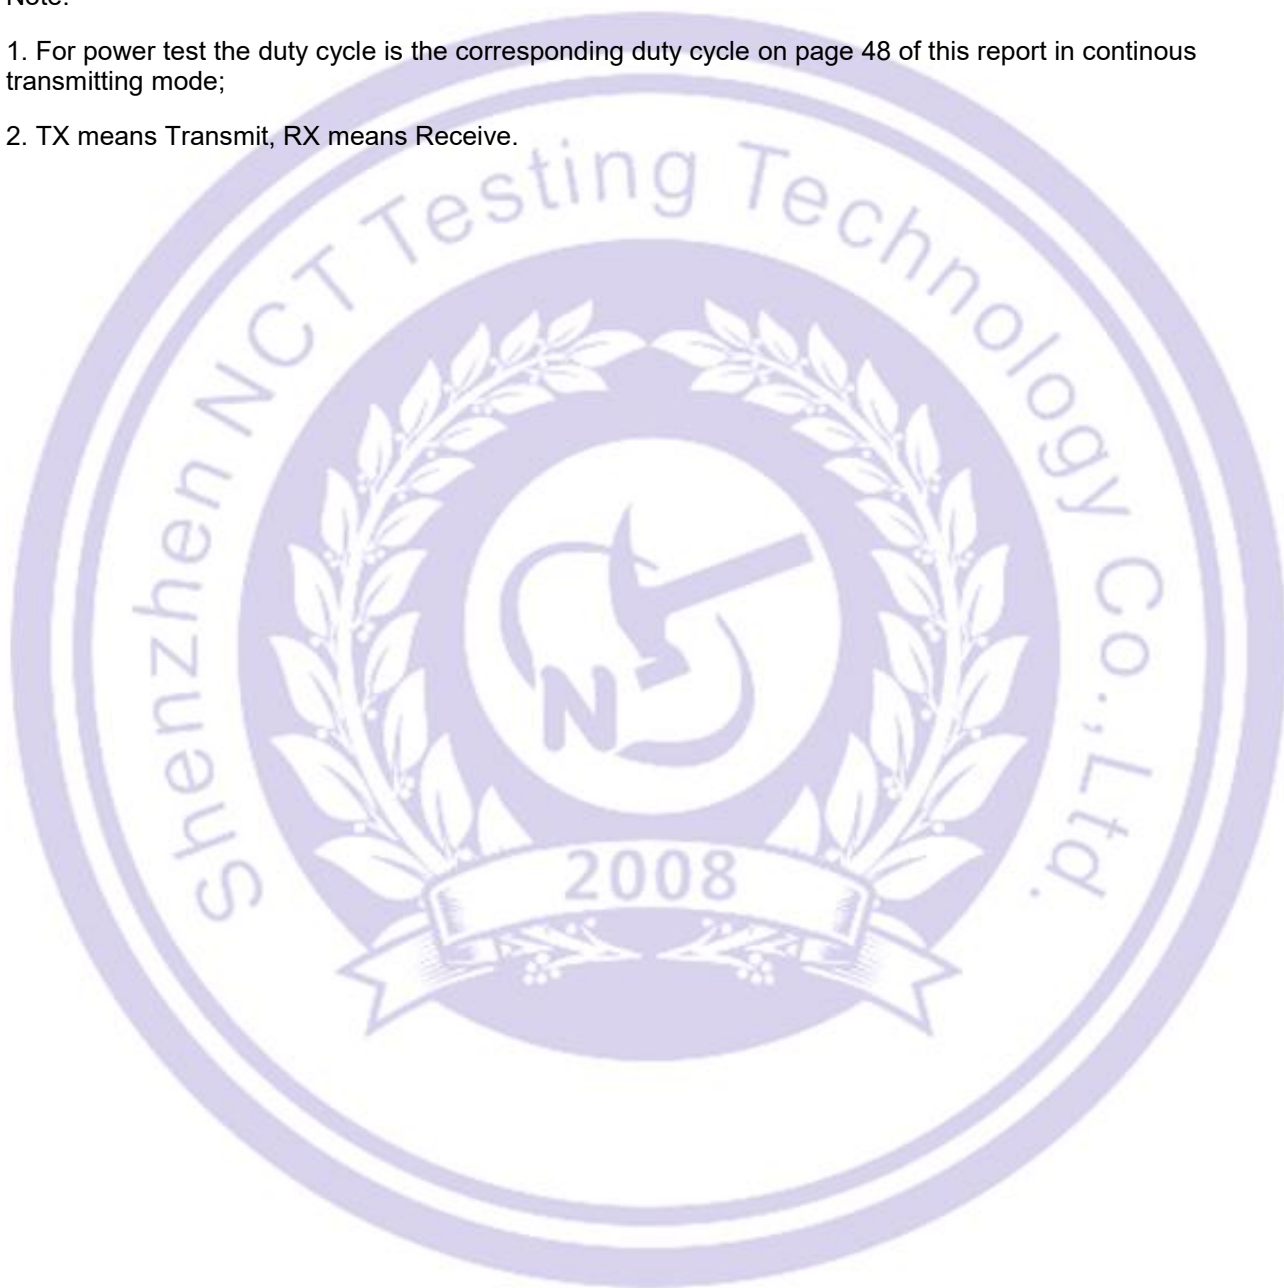 Note:
1. For power test the duty cycle is the corresponding duty cycle on page 48 of this report in continous
transmitting mode;
2. TX means Transmit, RX means Receive.
Shenzhen NCT Testing Technology Co.,Ltd.
N
2008